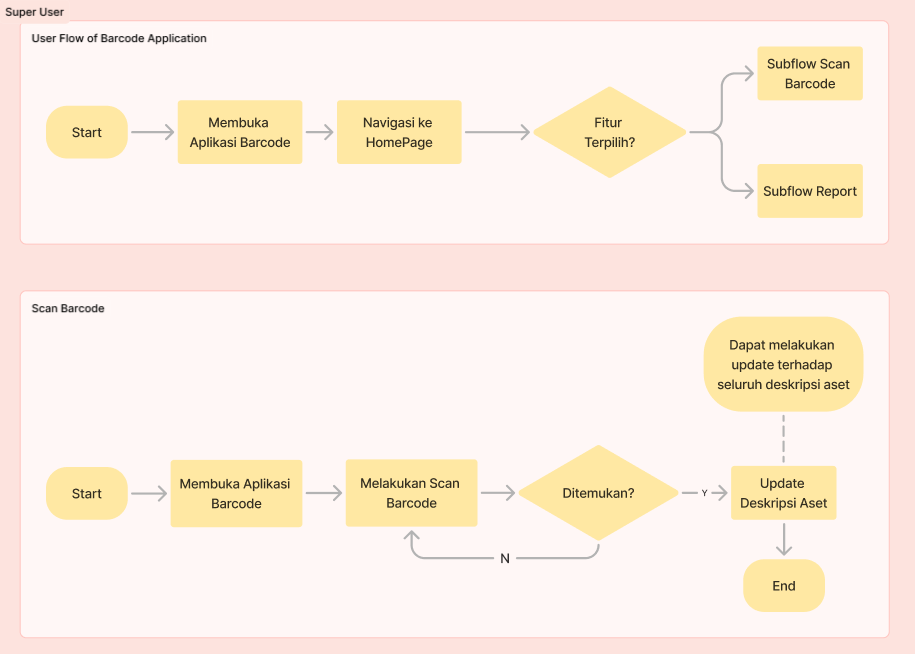 Super User
User Flow of Barcode Application
Start
Membuka
Aplikasi Barcode
Navigasi ke
HomePage
Fitur
Terpilih?
Subflow Scan
Barcode
Subflow Report
Scan Barcode
Dapat melakukan
update terhadap
seluruh deskripsi aset
Start
Membuka Aplikasi
Barcode
Melakukan Scan
Barcode
Ditemukan?
Y
Update
Deskripsi Aset
N
End